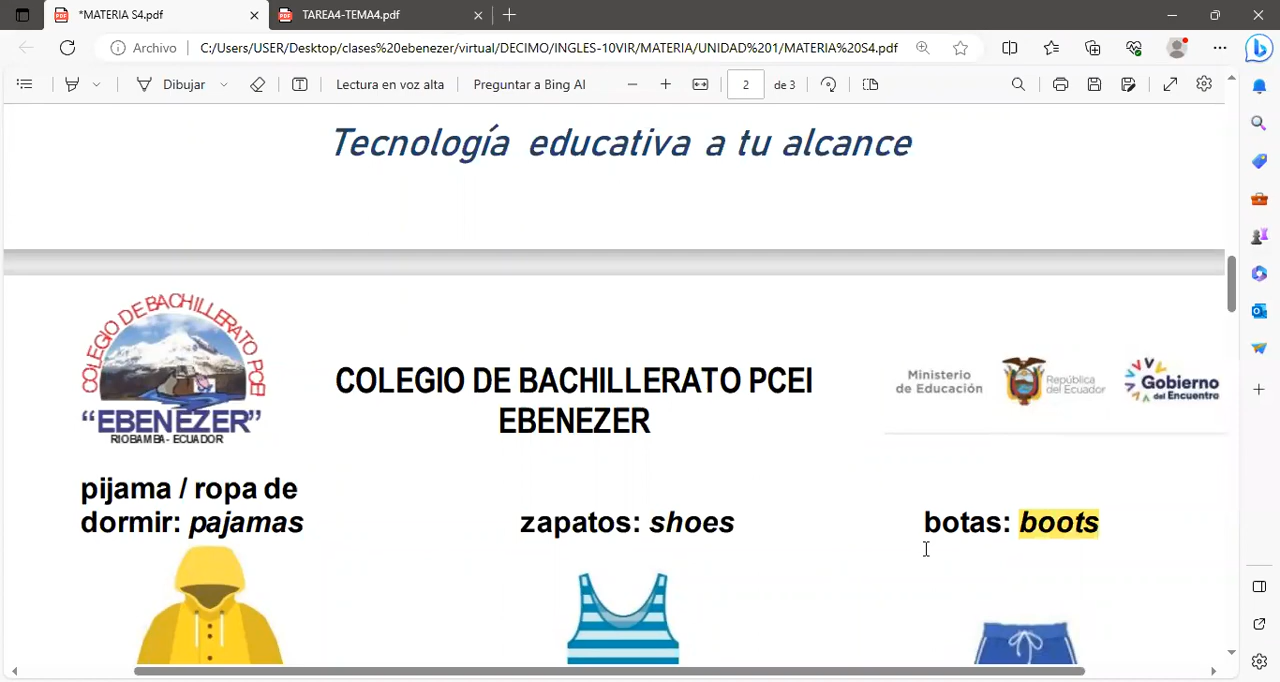 *MATERIA S4.pdf
TAREA4-TEMA4.pdf
Archivo
C:/Users/USER/Desktop/clases%20ebenezer/virtual/DECIMO/INGLES-10VIR/MATERIA/UNIDAD%201/MATERIA%20S4.pdf
Dibujar
Lectura en voz alta
Preguntar a Bing AI
2
de 3
Tecnología educativa a tu alcance
COLEGIO DE BACHILLERATO PCEI
"EBENEZER"
RIOBAMBA - ECUADOR
COLEGIO DE BACHILLERATO PCEI
EBENEZER
Ministerio
de Educación
República
del Ecuador
Gobierno
del Encuentro
pijama / ropa de
dormir: pajamas
zapatos: shoes
botas: boots